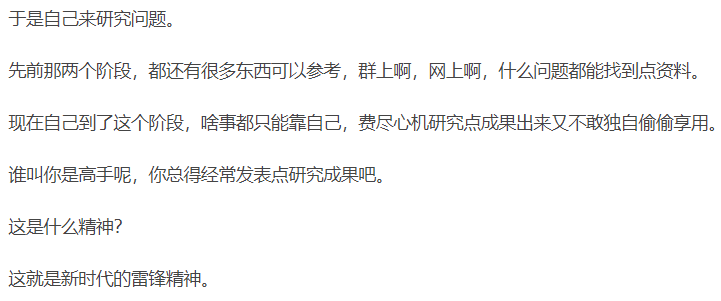 于是自己来研究问题。
先前那两个阶段，都还有很多东西可以参考，群上啊，网上啊，什么问题都能找到点资料。
现在自己到了这个阶段，啥事都只能靠自己，费尽心机研究点成果出来又不敢独自偷偷享用。
谁叫你是高手呢，你总得经常发表点研究成果吧。
这是什么精神？
这就是新时代的雷锋精神。